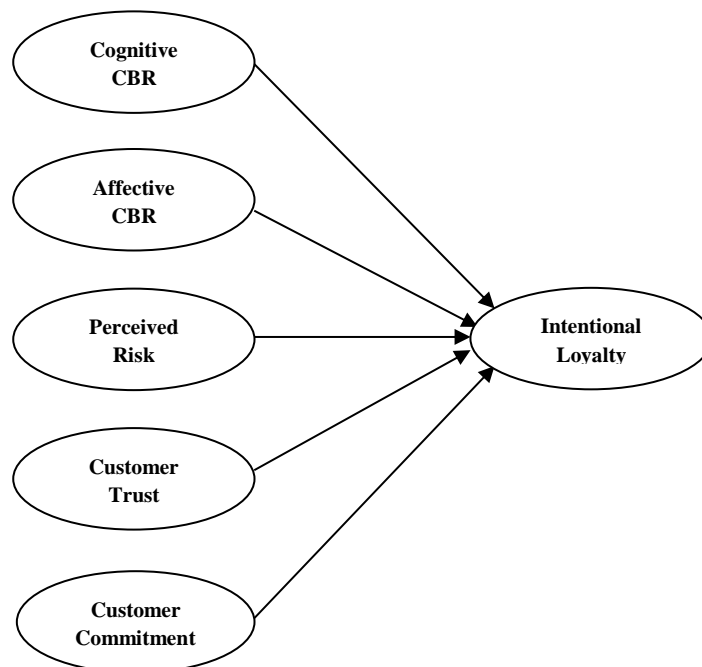 Cognitive
CBR
Affective
CBR
Perceived
Risk
Intentional
Loyalty
Customer
Trust
Customer
Commitment